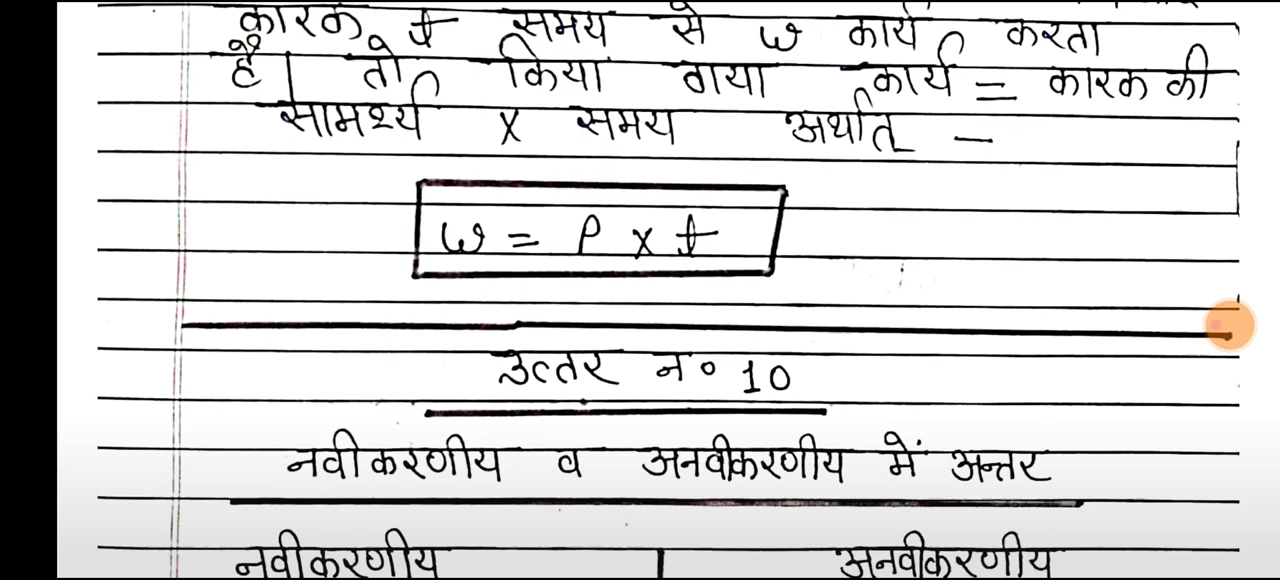 कारक t समय से w कार्य करता
है। तो किया गया कार्य = कारक की
सामर्थ्य x समय अर्थात् -
w = P x t
उत्तर न० 10
नवीकरणीय व अनवीकरणीय में अन्तर
नवीकरणीय | अनवीकरणीय